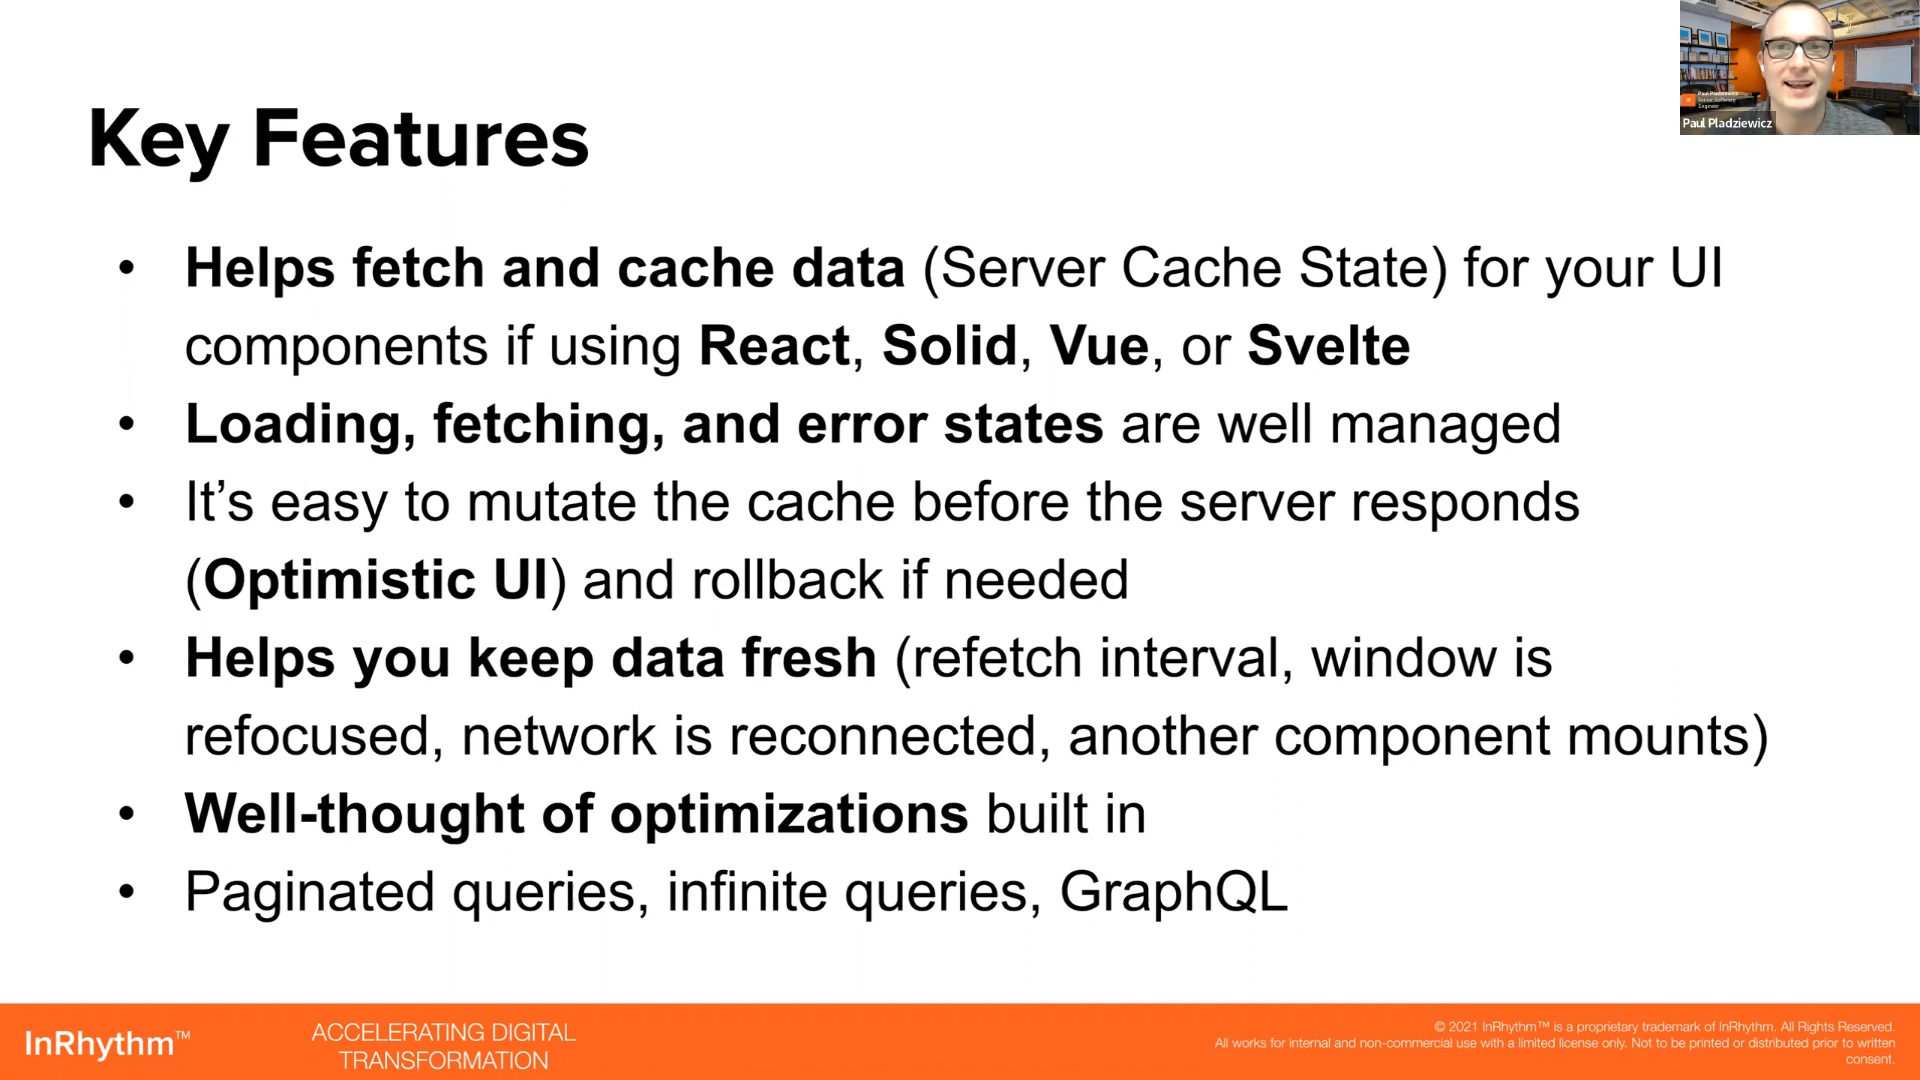 Key Features
• Helps fetch and cache data (Server Cache State) for your UI
components if using React, Solid, Vue, or Svelte
• Loading, fetching, and error states are well managed
• It’s easy to mutate the cache before the server responds
(Optimistic UI) and rollback if needed
• Helps you keep data fresh (refetch interval, window is
refocused, network is reconnected, another component mounts)
• Well-thought of optimizations built in
• Paginated queries, infinite queries, GraphQL
Paul Pladziewicz
Senior Software
Engineer
Paul Pladziewicz
InRhythm™
ACCELERATING DIGITAL
TRANSFORMATION
© 2021 InRhythm™ is a proprietary trademark of InRhythm. All Rights Reserved.
All works for internal and non-commercial use with a limited license only. Not to be printed or distributed prior to written
consent.